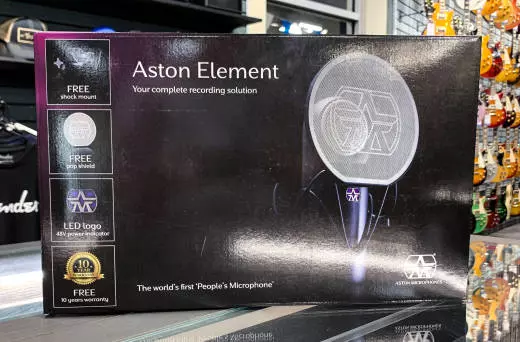 Aston Element
Your complete recording solution
FREE
shock mount
FREE
pop shield
LED logo
48V power indicator
10
YEAR
FREE
10 years warranty
The world's first 'People's Microphone'
ASTON MICROPHONES